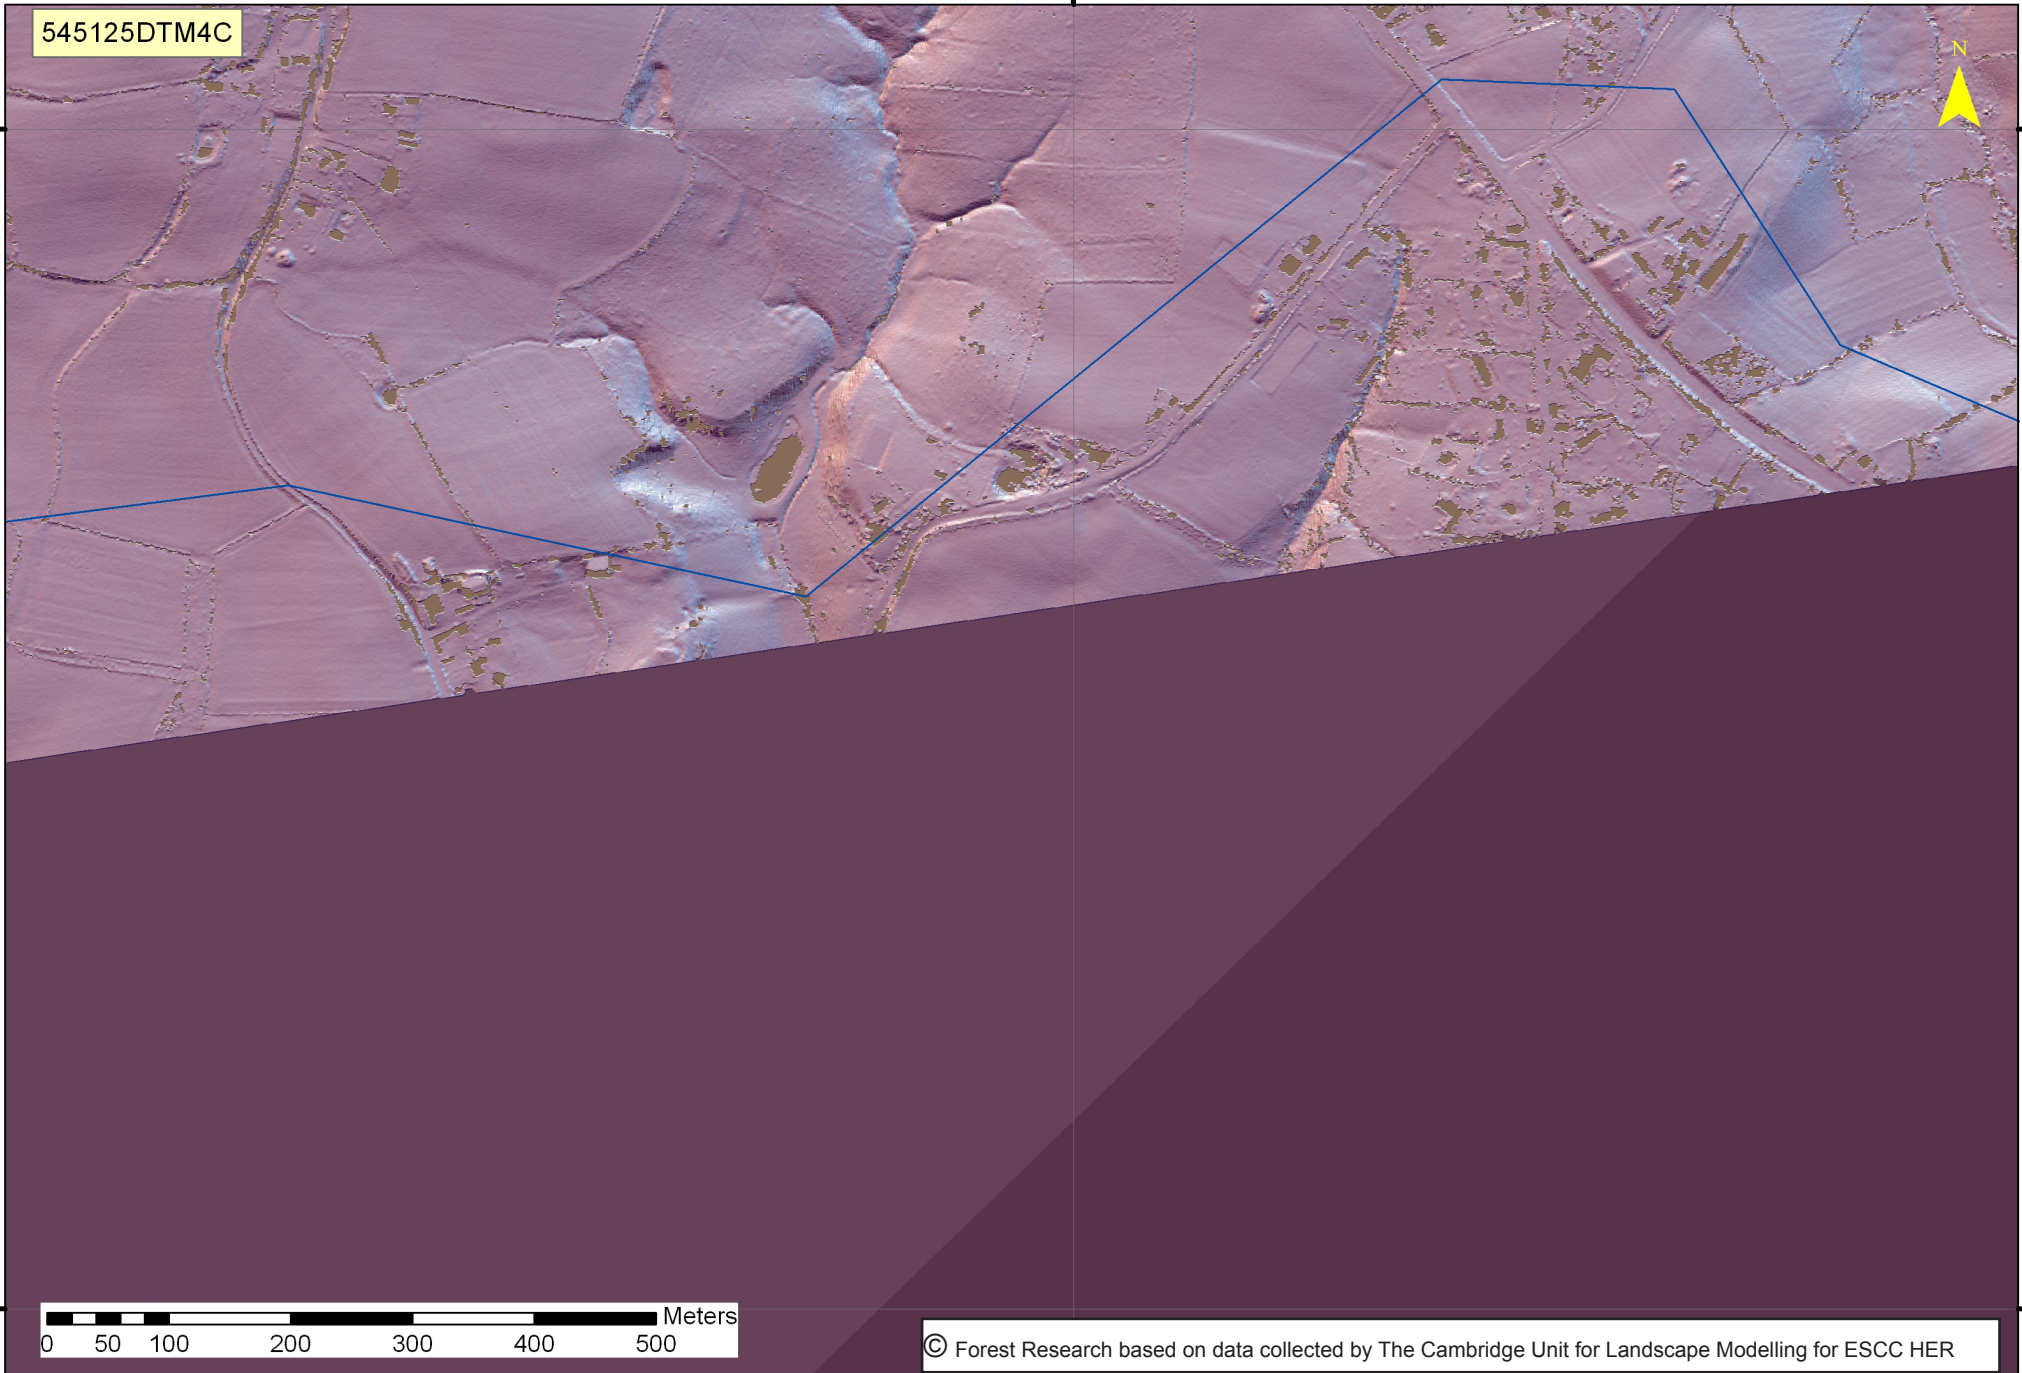 545125DTM4C
N
Meters
0 50 100 200 300 400 500
© Forest Research based on data collected by The Cambridge Unit for Landscape Modelling for ESCC HER